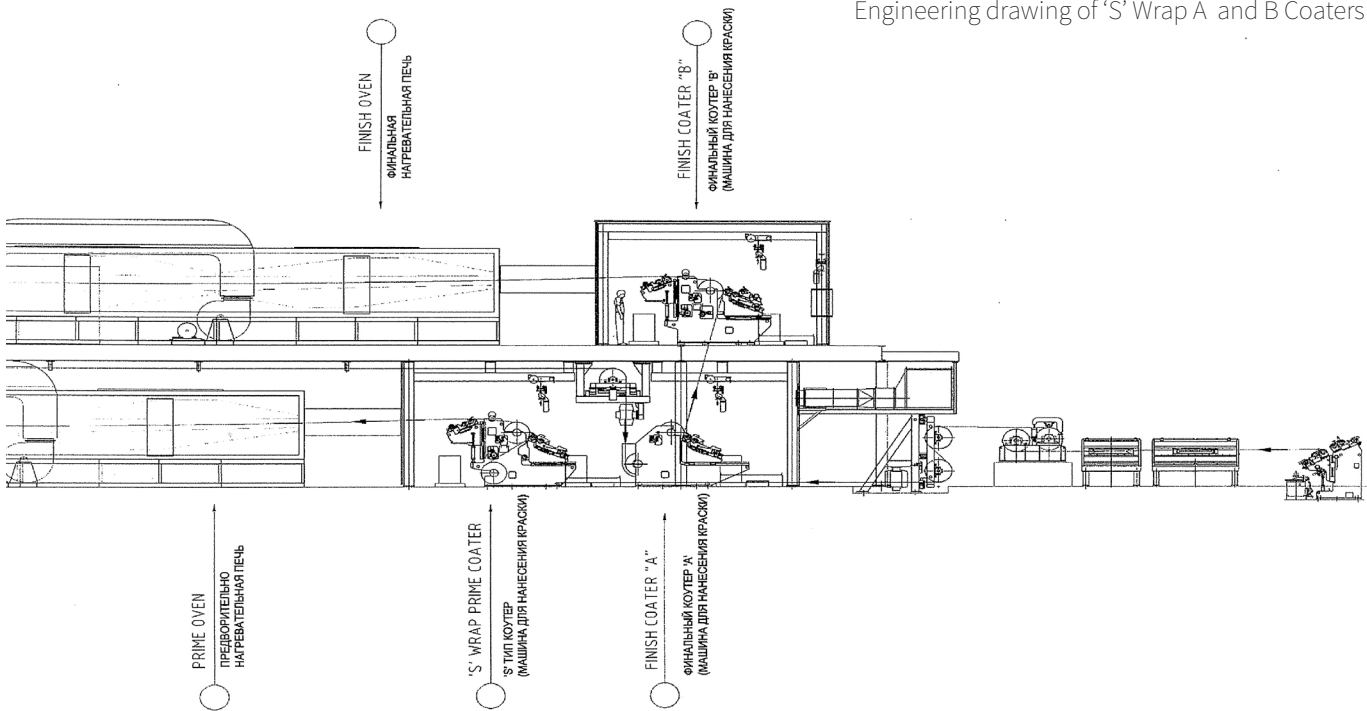 Engineering drawing of ‘S’ Wrap A and B Coaters
FINISH OVEN
ФИНАЛЬНАЯ
НАГРЕВАТЕЛЬНАЯ ПЕЧЬ
FINISH COATER "B"
ФИНАЛЬНЫЙ КОУТЕР 'B'
(МАШИНА ДЛЯ НАНЕСЕНИЯ КРАСКИ)
PRIME OVEN
ПРЕДВОРИТЕЛЬНО
НАГРЕВАТЕЛЬНАЯ ПЕЧЬ
'S' WRAP PRIME COATER
'S' ТИП КОУТЕР
(МАШИНА ДЛЯ НАНЕСЕНИЯ КРАСКИ)
FINISH COATER "A"
ФИНАЛЬНЫЙ КОУТЕР 'A'
(МАШИНА ДЛЯ НАНЕСЕНИЯ КРАСКИ)